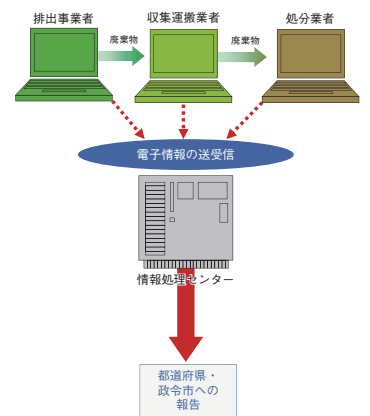 排出事業者
収集運搬業者
処分業者
廃棄物
廃棄物
電子情報の送受信
情報処理センター
都道府県・
政令市への
報告